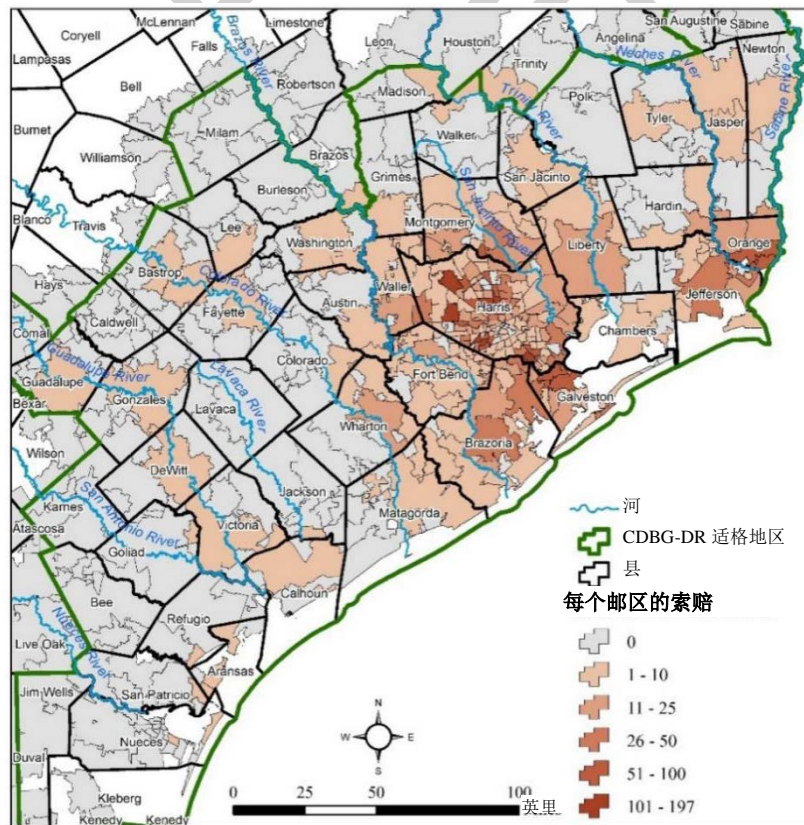 McLennan
Limestone
San Augustine
Sabine
Coryell
Falls
Brazos River
Leon
Houston
Angelina
Neches River
Newton
Lampasas
Robertson
Trinity
Bell
Madison
Trinity River
Polk
Tyler
Jasper
Sabine River
Milam
Walker
Burnet
Williamson
Brazos
Grimes
San Jacinto
Burleson
San Jacinto River
Hardin
Blanco
Travis
Lee
Washington
Montgomery
Liberty
Orange
Bastrop
Colorado River
Waller
Jefferson
Hays
Austin
Harris
Caldwell
Fayette
Chambers
Comal
Guadalupe River
Lavaca River
Colorado
Fort Bend
Guadalupe
Gonzales
Galveston
Bexar
Lavaca
Wharton
Brazoria
Wilson
DeWitt
Jackson
Karnes
San Antonio River
Victoria
Matagorda
Atascosa
Goliad
Calhoun
Bee
Refugio
Nueces River
Live Oak
Aransas
Jim Wells
San Patricio
Nueces
Duval
Kleberg
Kenedy
Kenedy
河
CDBG-DR 适格地区
县
每个邮区的索赔
0
1 - 10
11 - 25
26 - 50
51 - 100
101 - 197
N
W
E
S
0
25
50
100
英里